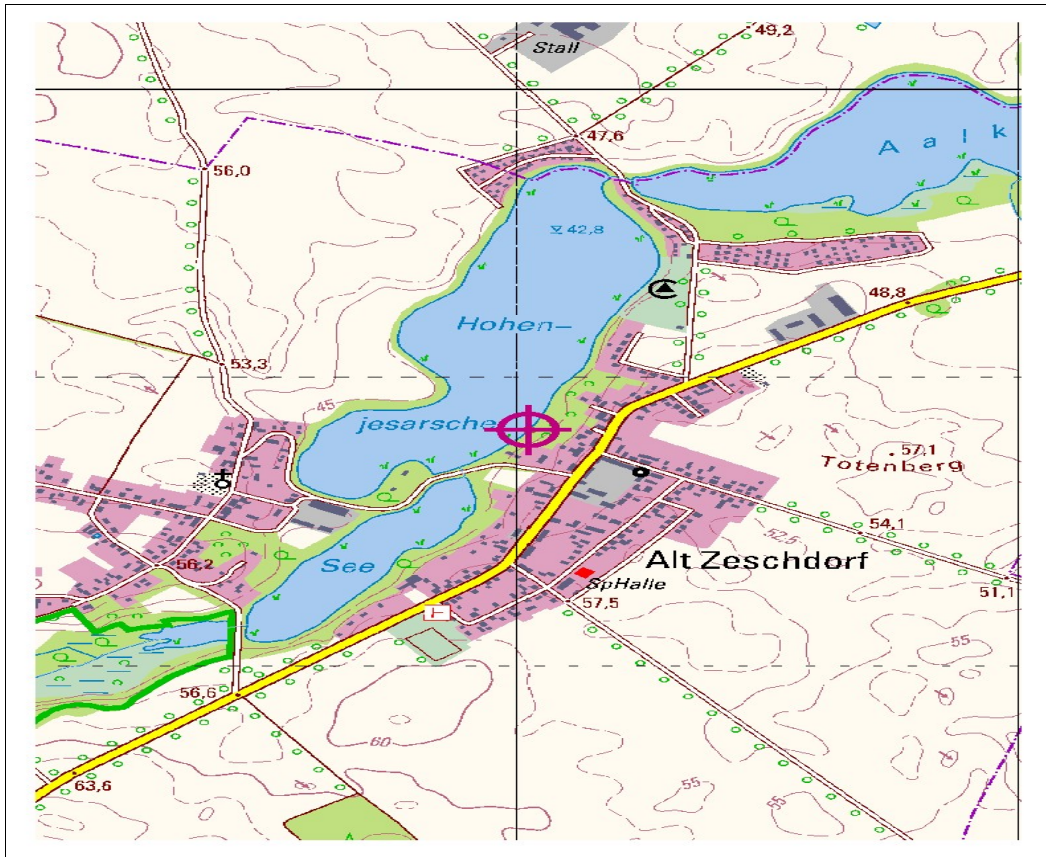 49,2
Stall
47,6
A a l k
56,0
42,8
48,8
Hohen–
53,3
45
jesarsche
57,1
Totenberg
54,1
52,5
56,2
See
Alt Zeschdorf
SpHalle
51,1
57,5
55
56,6
60
63,6
55
55